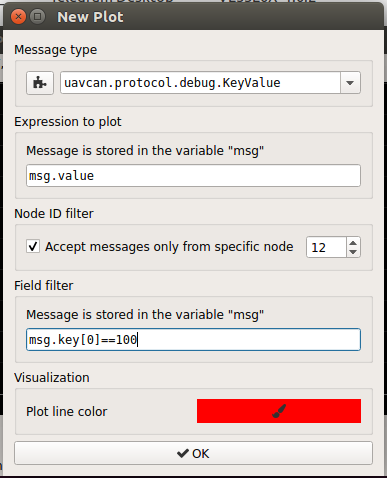 New Plot
Message type
uavcan.protocol.debug.KeyValue
Expression to plot
Message is stored in the variable "msg"
msg.value
Node ID filter
Accept messages only from specific node 12
Field filter
Message is stored in the variable "msg"
msg.key[0]==100
Visualization
Plot line color
OK